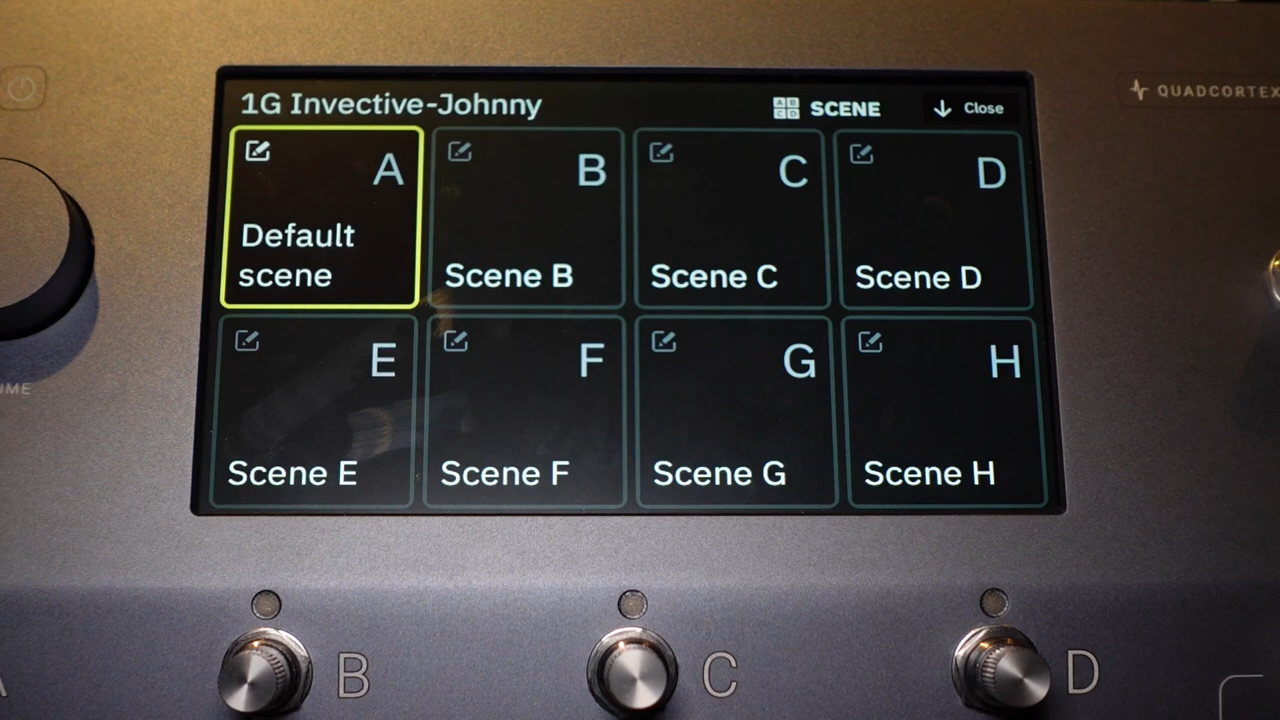 1G Invective-Johnny
A B
C D
SCENE
Close
QUADCORTEX
A
Default
scene
B
Scene B
C
Scene C
D
Scene D
E
Scene E
F
Scene F
G
Scene G
H
Scene H
B
C
D